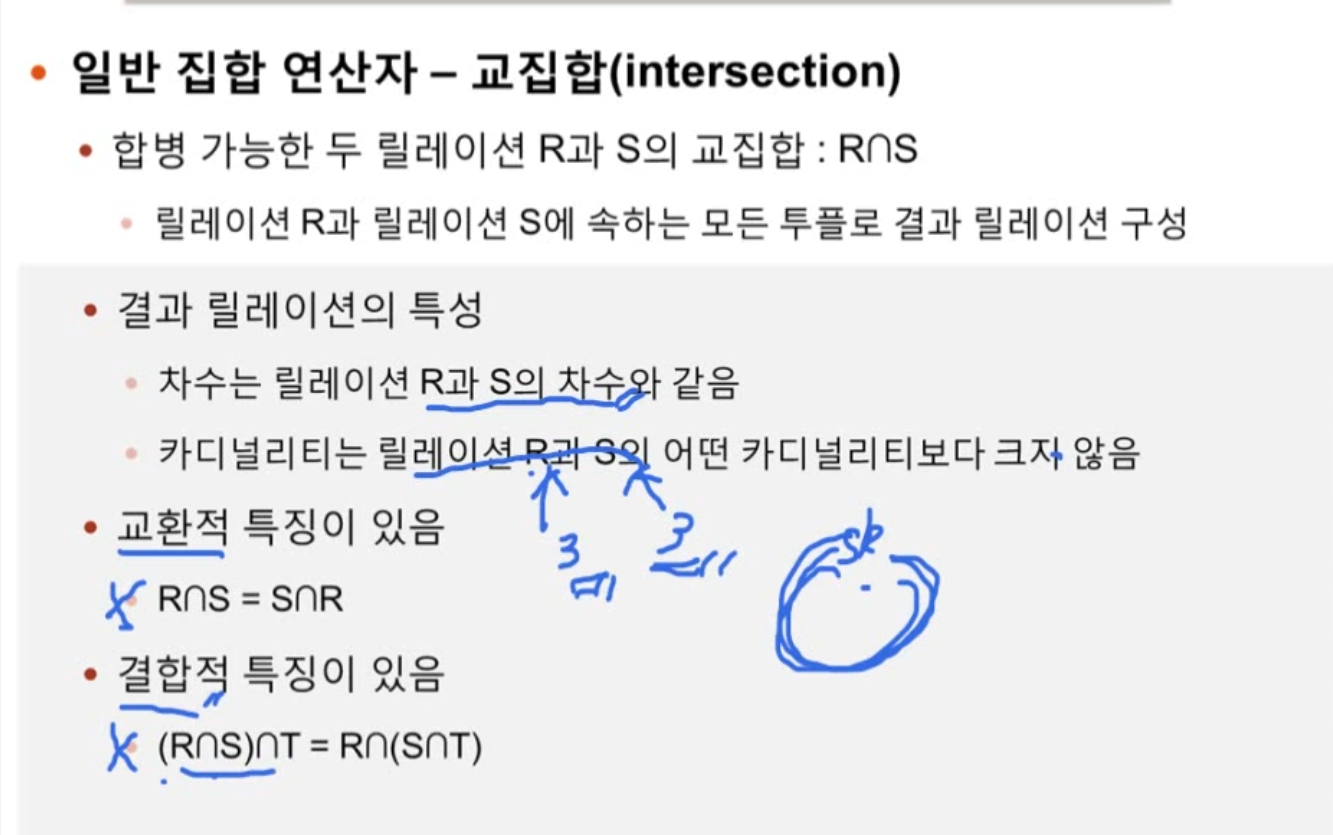 일반 집합 연산자 – 교집합(intersection)
합병 가능한 두 릴레이션 R과 S의 교집합 : R∩S
릴레이션 R과 릴레이션 S에 속하는 모든 투플로 결과 릴레이션 구성
결과 릴레이션의 특성
차수는 릴레이션 R과 S의 차수와 같음
카디널리티는 릴레이션 R과 S의 어떤 카디널리티보다 크지 않음
3
3
교환적 특징이 있음
R∩S = S∩R
결합적 특징이 있음
(R∩S)∩T = R∩(S∩T)